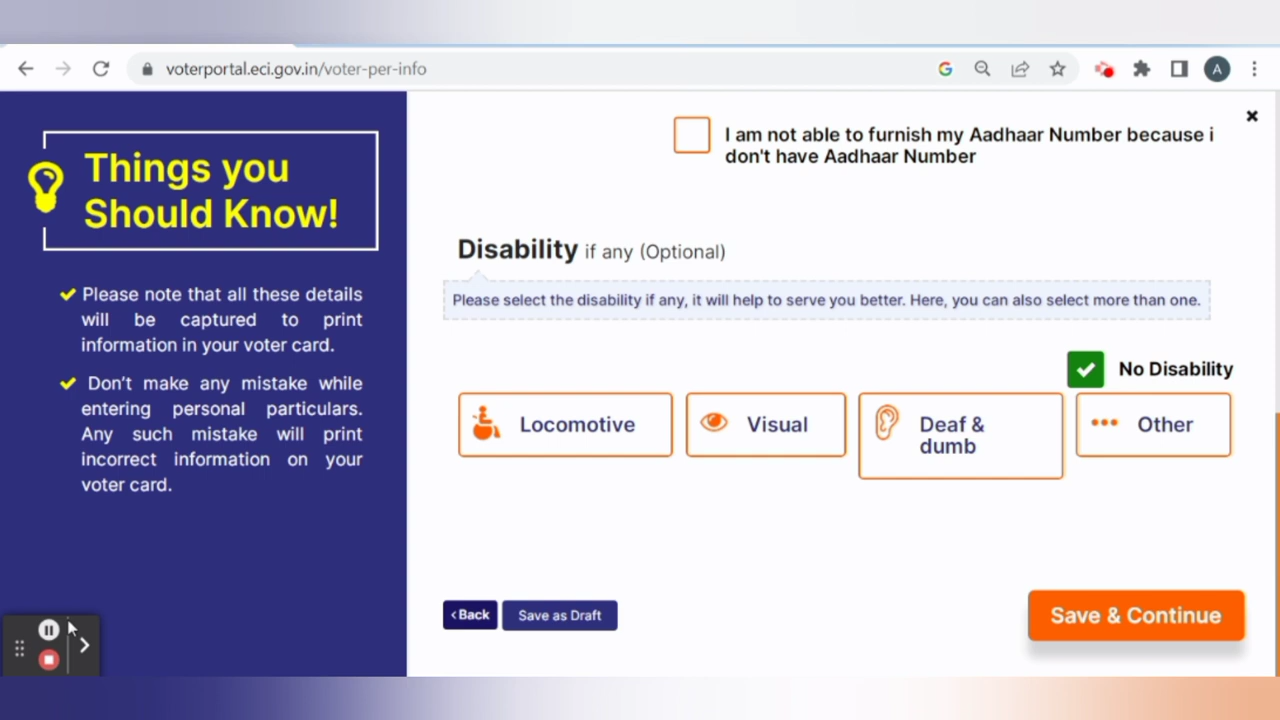 voterportal.eci.gov.in/voter-per-info
A
Things you
Should Know!
Please note that all these details
will be captured to print
information in your voter card.
Don't make any mistake while
entering personal particulars.
Any such mistake will print
incorrect information on your
voter card.
I am not able to furnish my Aadhaar Number because i
don't have Aadhaar Number
Disability if any (Optional)
Please select the disability if any, it will help to serve you better. Here, you can also select more than one.
No Disability
Locomotive
Visual
Deaf &
dumb
Other
Back
Save as Draft
Save & Continue